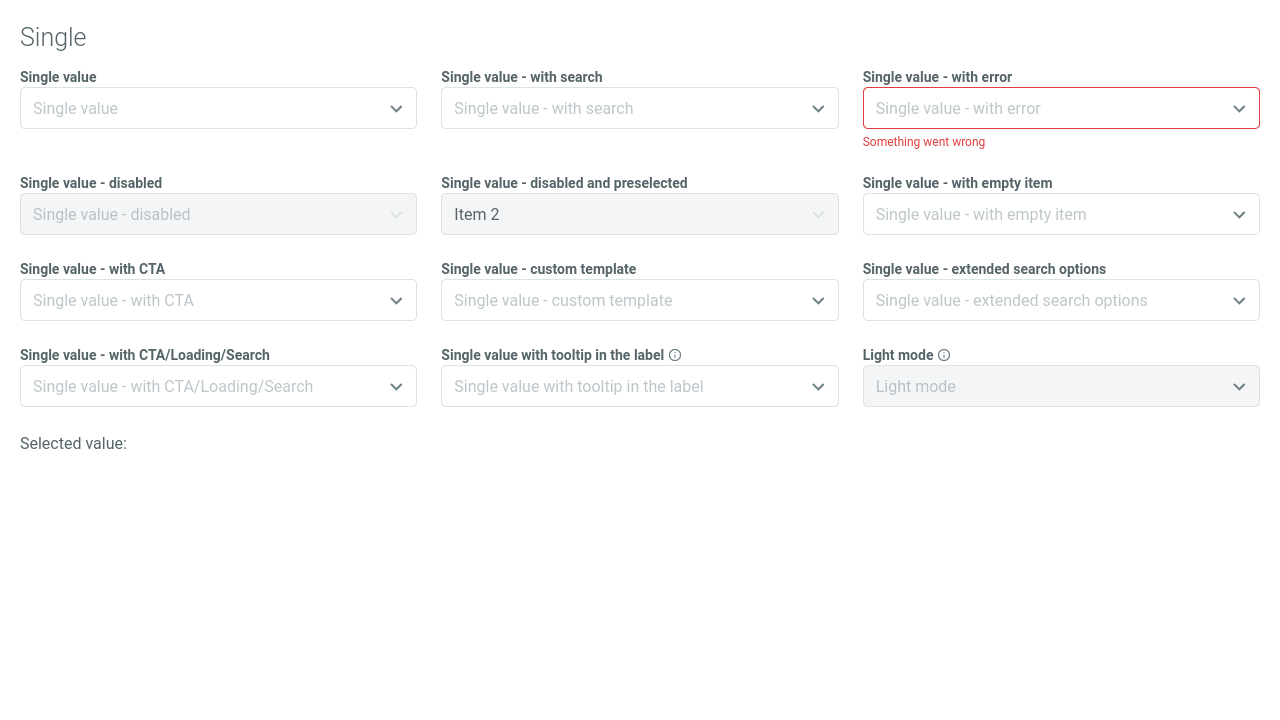 Single
Single value
Single value
Single value - with search
Single value - with search
Single value - with error
Single value - with error
Something went wrong
Single value - disabled
Single value - disabled
Single value - disabled and preselected
Item 2
Single value - with empty item
Single value - with empty item
Single value - with CTA
Single value - with CTA
Single value - custom template
Single value - custom template
Single value - extended search options
Single value - extended search options
Single value - with CTA/Loading/Search
Single value - with CTA/Loading/Search
Single value with tooltip in the label
Single value with tooltip in the label
Light mode
Light mode
Selected value: